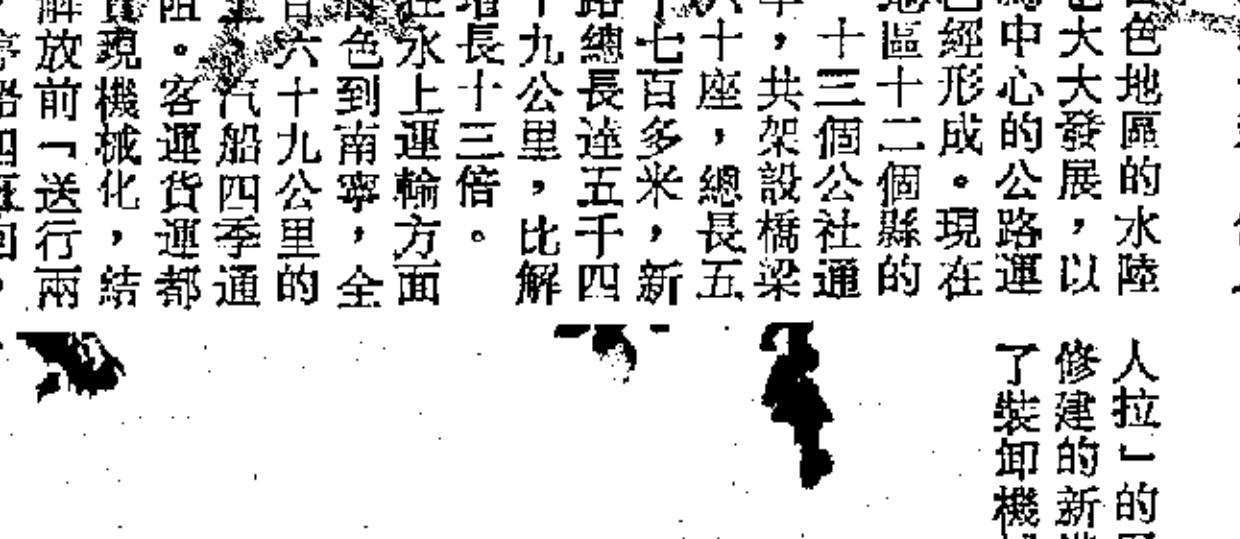 色地區的水陸
大大發展，以
中心的公路運
經形成。現在
地區十二個縣的
十三個公社通
，共架設橋梁
十座，總長五
七百多米，新
路總長達五千四
九公里，比解
增長十三倍。
在水上運輸方面
色到南寧，全
六十九公里的
汽船四季通
阻。客運貨運都
現機械化，結
解放前「送行兩
人拉」的
修建的新
了裝卸機